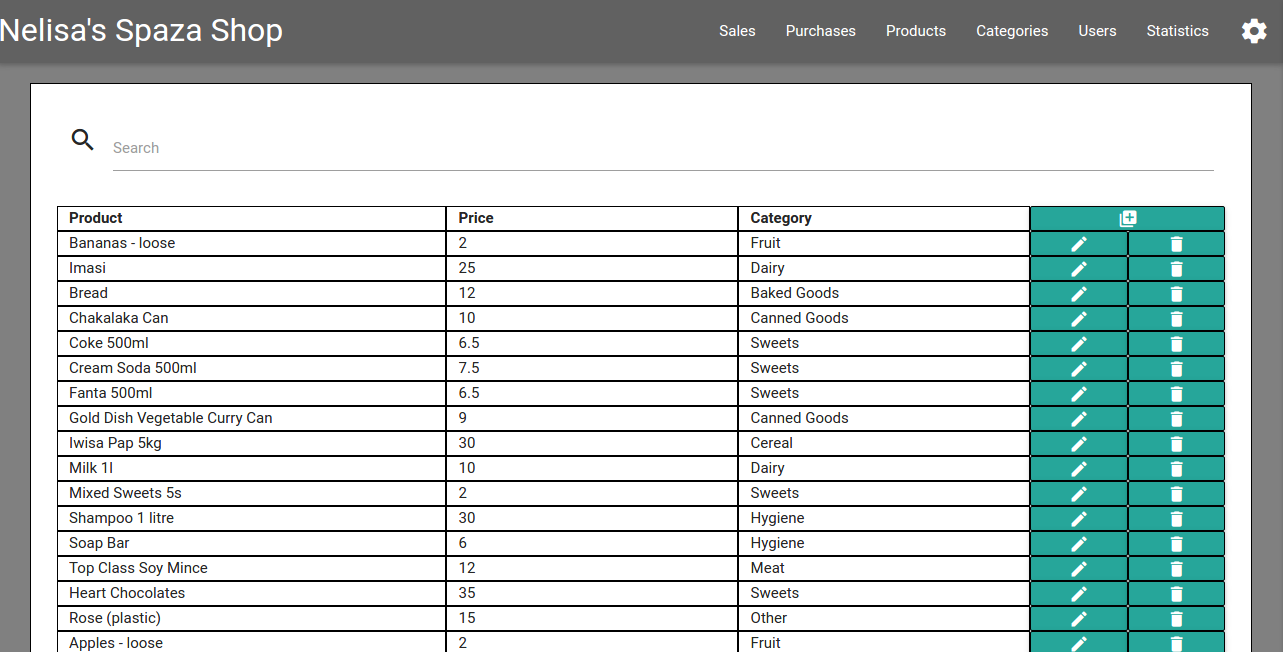 Nelisa's Spaza Shop Sales Purchases Products Categories Users Statistics
Search
Product Price Category
Bananas - loose 2 Fruit
Imasi 25 Dairy
Bread 12 Baked Goods
Chakalaka Can 10 Canned Goods
Coke 500ml 6.5 Sweets
Cream Soda 500ml 7.5 Sweets
Fanta 500ml 6.5 Sweets
Gold Dish Vegetable Curry Can 9 Canned Goods
Iwisa Pap 5kg 30 Cereal
Milk 1l 10 Dairy
Mixed Sweets 5s 2 Sweets
Shampoo 1 litre 30 Hygiene
Soap Bar 6 Hygiene
Top Class Soy Mince 12 Meat
Heart Chocolates 35 Sweets
Rose (plastic) 15 Other
Apples - loose 2 Fruit